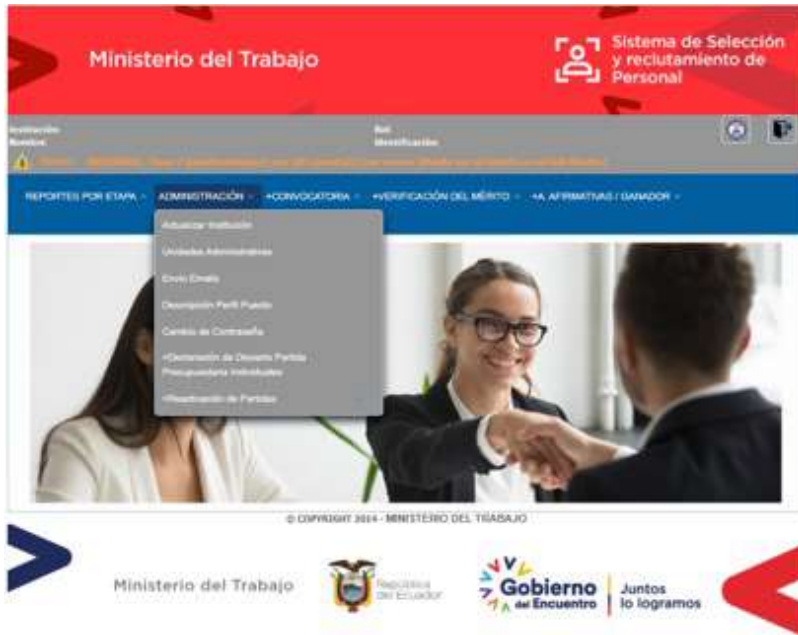 Ministerio del Trabajo
Sistema de Selección
y reclutamiento de
Personal
Institución:
Nombre:
Rol:
Identificación:
REPORTES POR ETAPA
ADMINISTRACIÓN
+CONVOCATORIA
+VERIFICACIÓN DEL MÉRITO
+A. AFIRMATIVAS / GANADOR
Actualizar Institución
Unidades Administrativas
Envío Emails
Descripción Perfil Puesto
Cambio de Contraseña
+Declaración de Desierto Partida
Presupuestaria Individuales
+Reactivación de Partidas
© COPYRIGHT 2014 - MINISTERIO DEL TRABAJO
Ministerio del Trabajo
República
del Ecuador
Gobierno
del Encuentro
Juntos
lo logramos